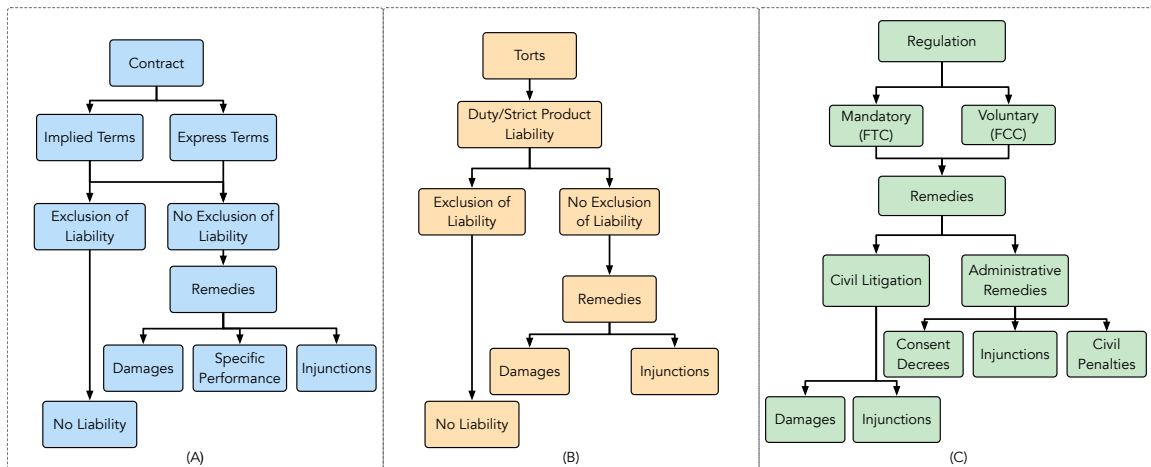 Contract
Implied Terms
Express Terms
Exclusion of
Liability
No Exclusion of
Liability
Remedies
Damages
Specific
Performance
Injunctions
No Liability
(A)
Torts
Duty/Strict Product
Liability
Exclusion of
Liability
No Exclusion
of Liability
Remedies
Damages
Injunctions
No Liability
(B)
Regulation
Mandatory
(FTC)
Voluntary
(FCC)
Remedies
Civil Litigation
Administrative
Remedies
Consent
Decrees
Injunctions
Civil
Penalties
Damages
Injunctions
(C)